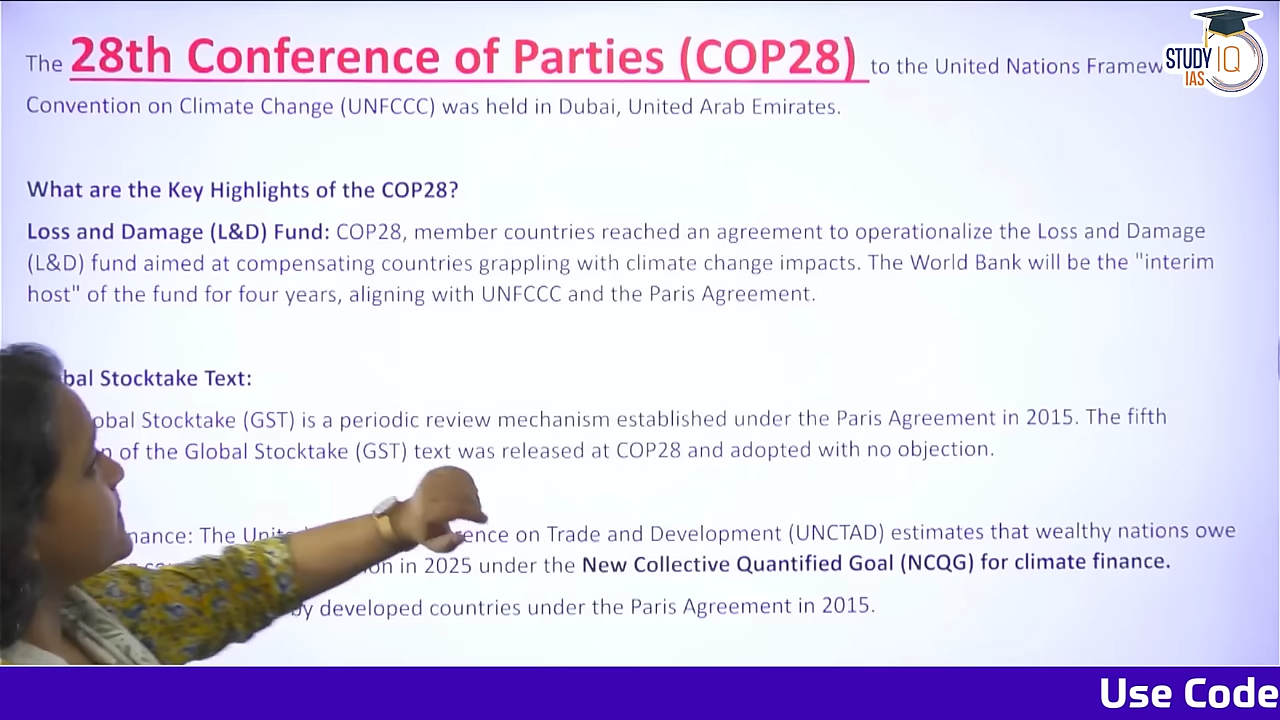 The 28th Conference of Parties (COP28) to the United Nations
Convention on Climate Change (UNFCCC) was held in Dubai, United Arab Emirates.
What are the Key Highlights of the COP28?
Loss and Damage (L&D) Fund: COP28, member countries reached an agreement to operationalize the Loss and Damage
(L&D) fund aimed at compensating countries grappling with climate change impacts. The World Bank will be the "interim
host" of the fund for four years, aligning with UNFCCC and the Paris Agreement.
Stocktake Text:
Stocktake (GST) is a periodic review mechanism established under the Paris Agreement in 2015. The fifth
of the Global Stocktake (GST) text was released at COP28 and adopted with no objection.
The on Trade and Development (UNCTAD) estimates that wealthy nations owe
in 2025 under the New Collective Quantified Goal (NCQG) for climate finance.
by developed countries under the Paris Agreement in 2015.
STUDY IQ
IAS
Use Code